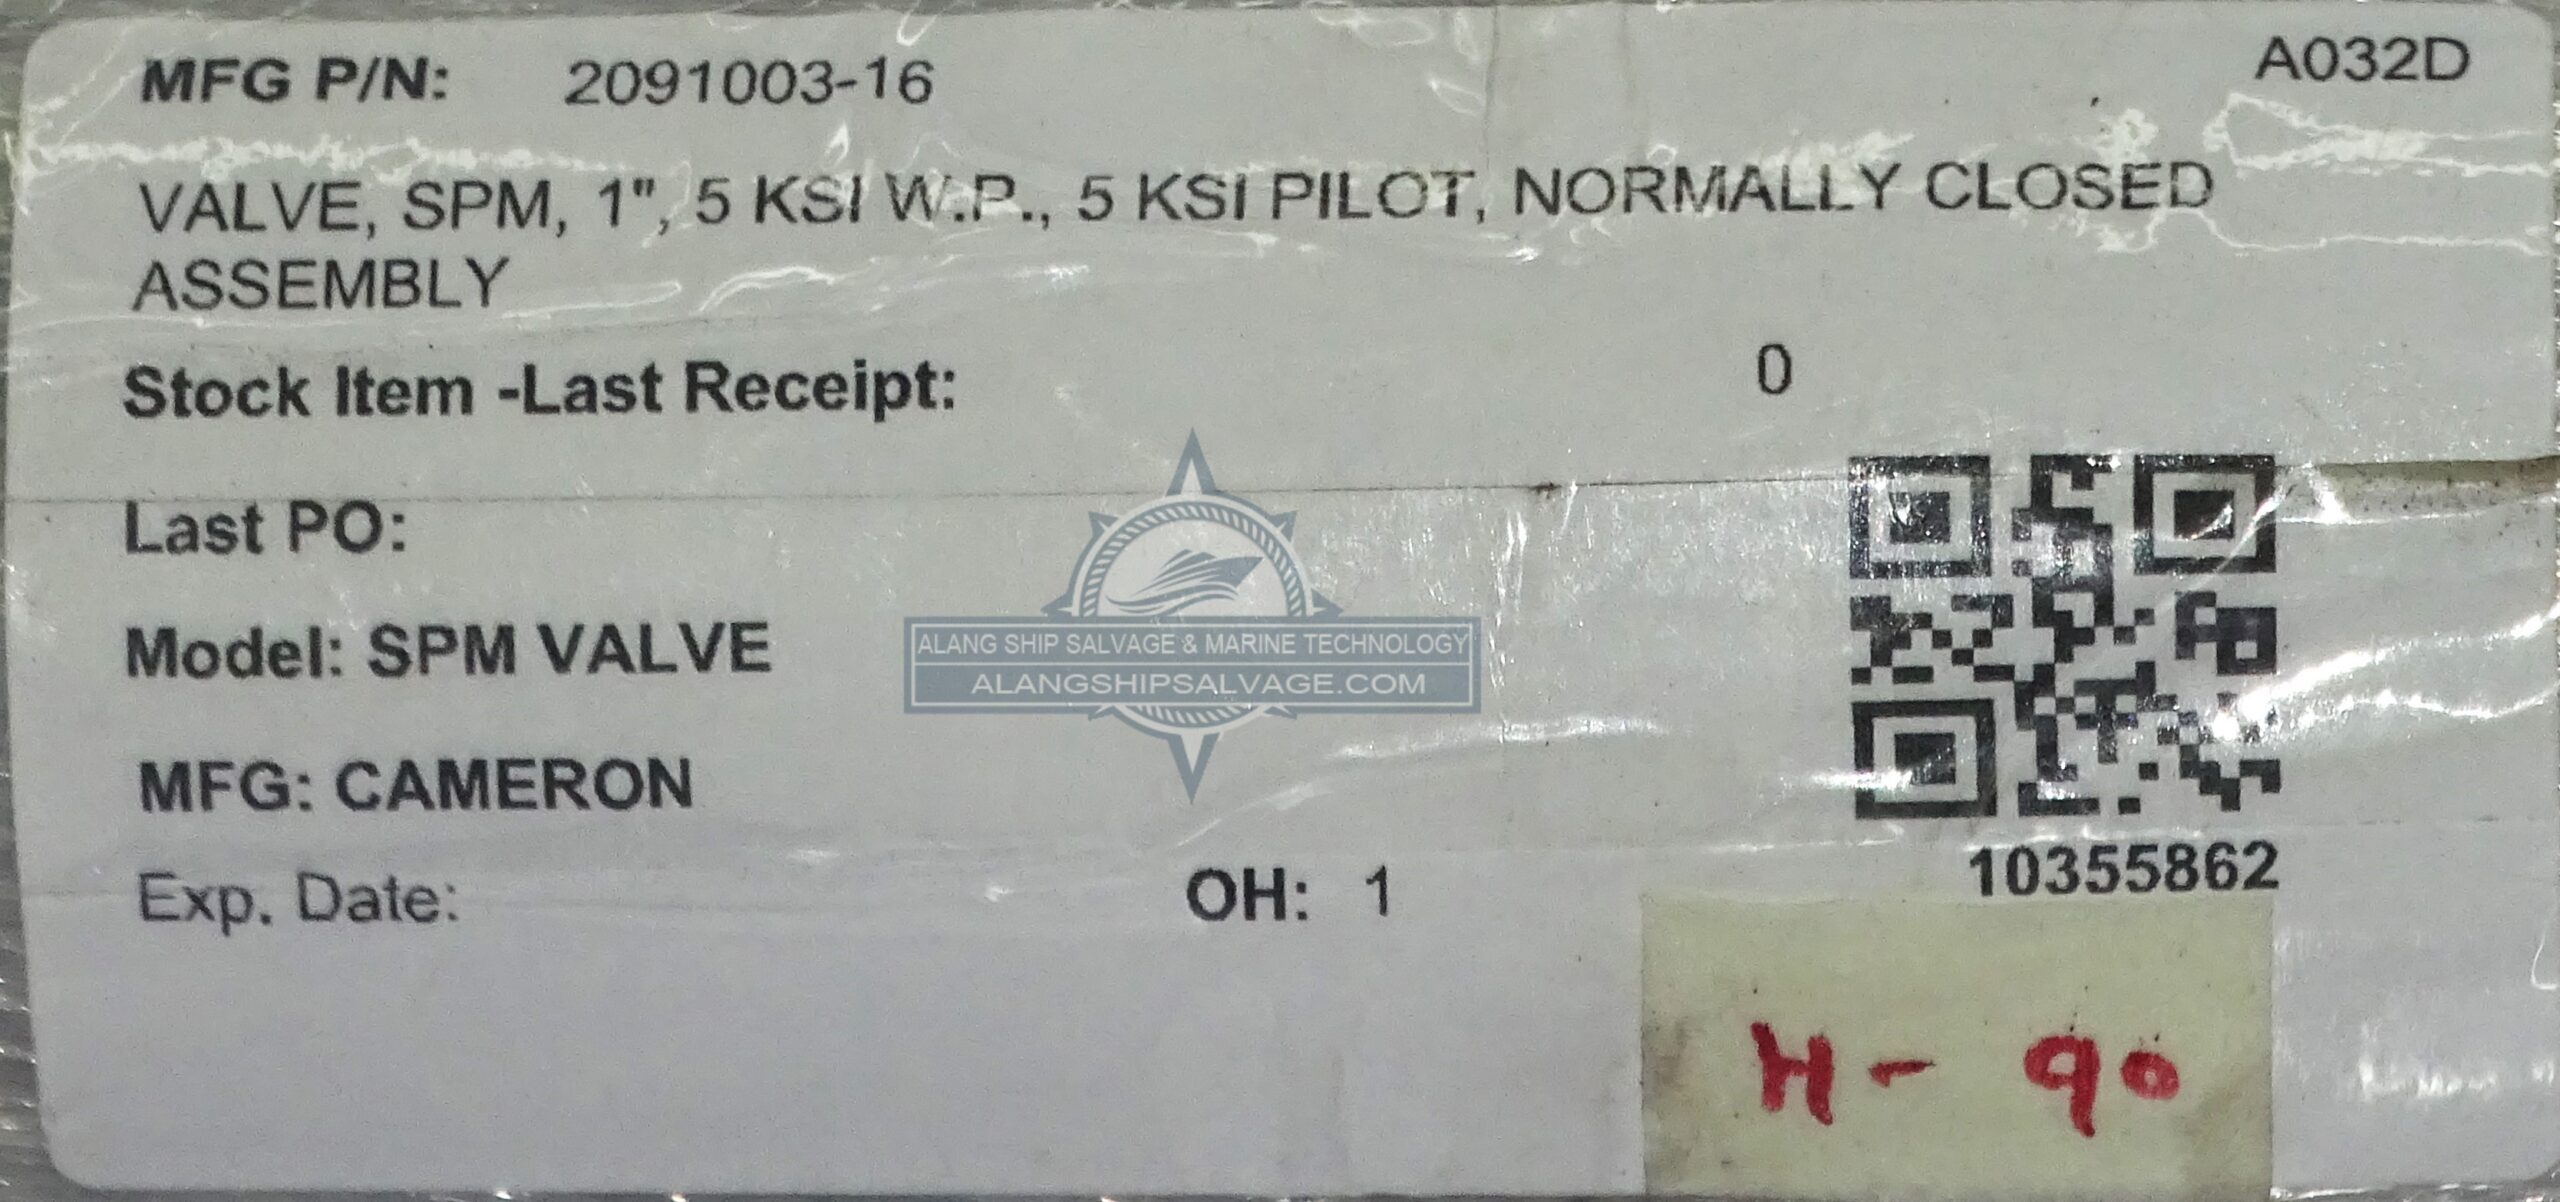 MFG P/N: 2091003-16 A032D
VALVE, SPM, 1", 5 KSI W.P., 5 KSI PILOT, NORMALLY CLOSED
ASSEMBLY
Stock Item -Last Receipt: 0
Last PO:
ALANG SHIP SALVAGE & MARINE TECHNOLOGY
ALANGSHIPSALVAGE.COM
Model: SPM VALVE
MFG: CAMERON
10355862
Exp. Date: OH: 1
H - 90